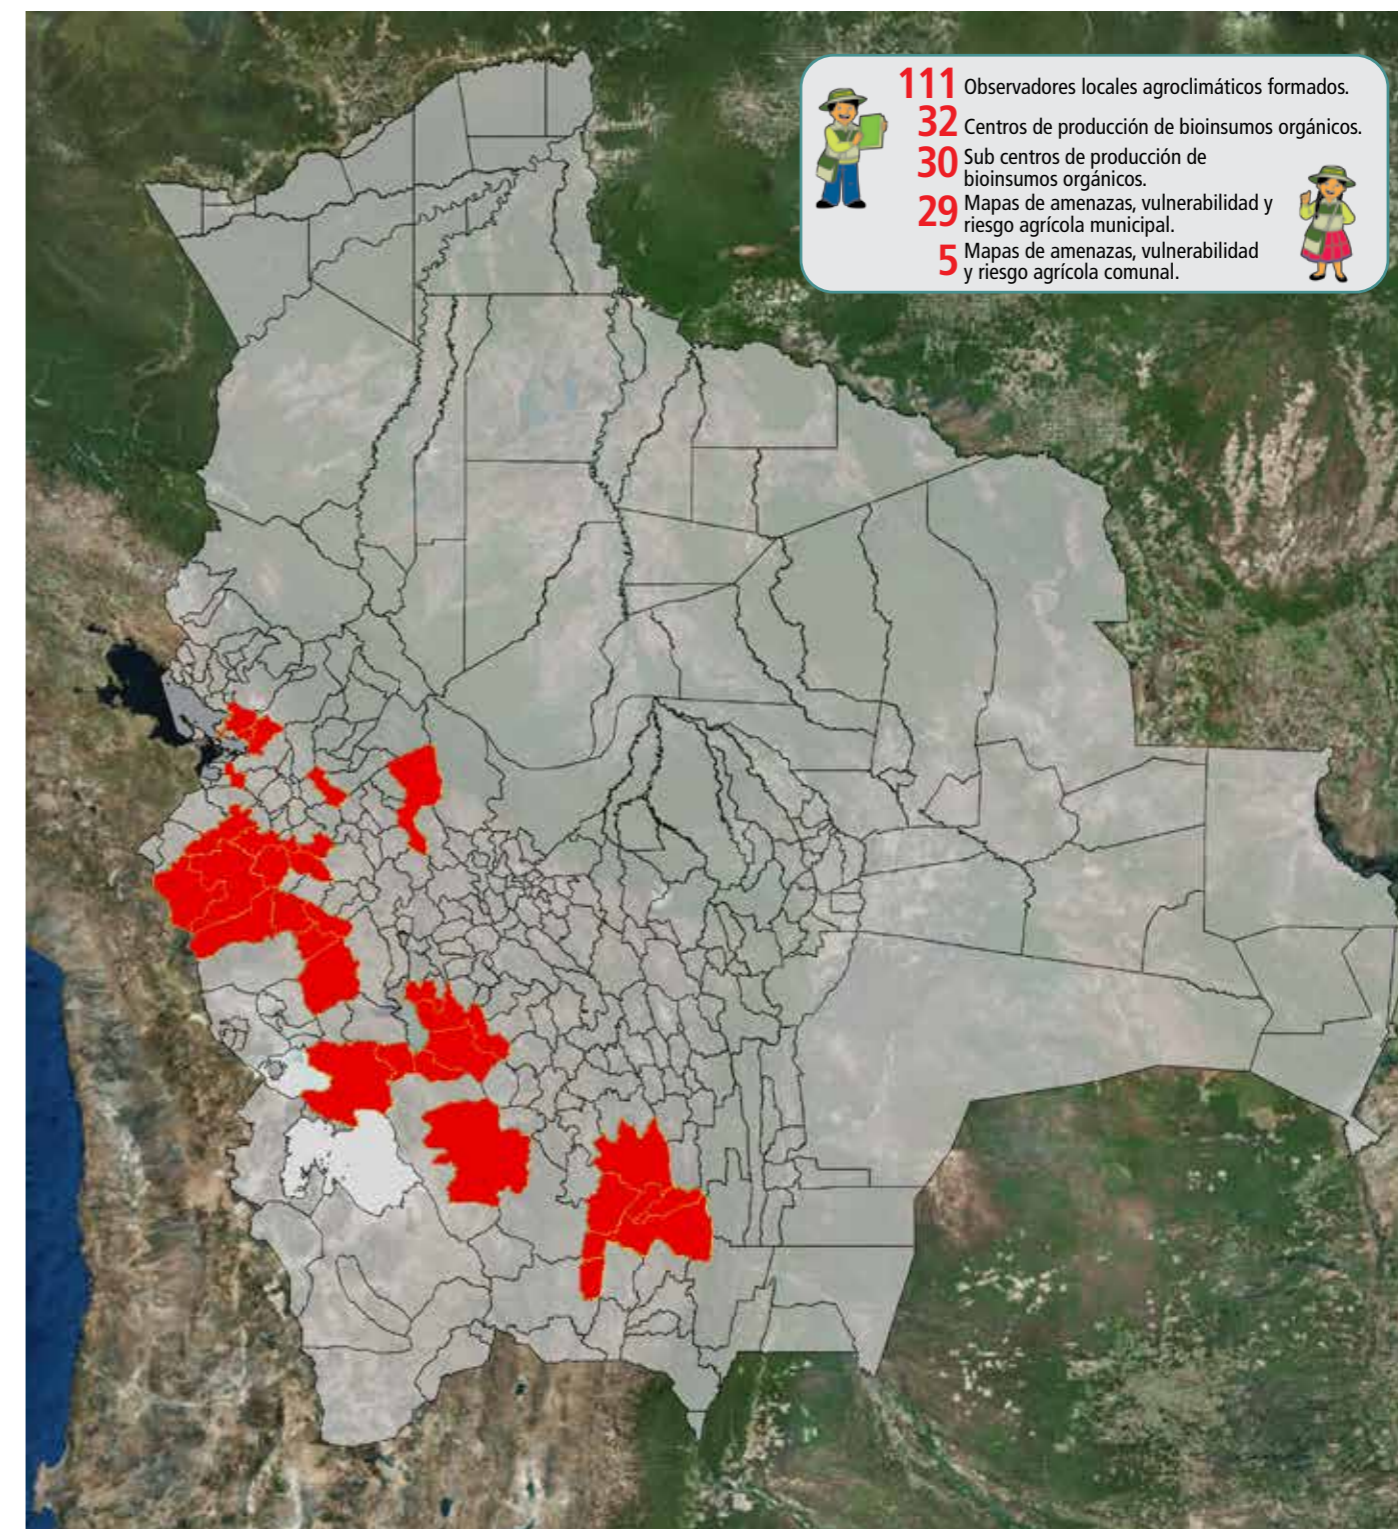 111 Observadores locales agroclimáticos formados.
32 Centros de producción de bioinsumos orgánicos.
30 Sub centros de producción de
bioinsumos orgánicos.
29 Mapas de amenazas, vulnerabilidad y
riesgo agrícola municipal.
5 Mapas de amenazas, vulnerabilidad
y riesgo agrícola comunal.